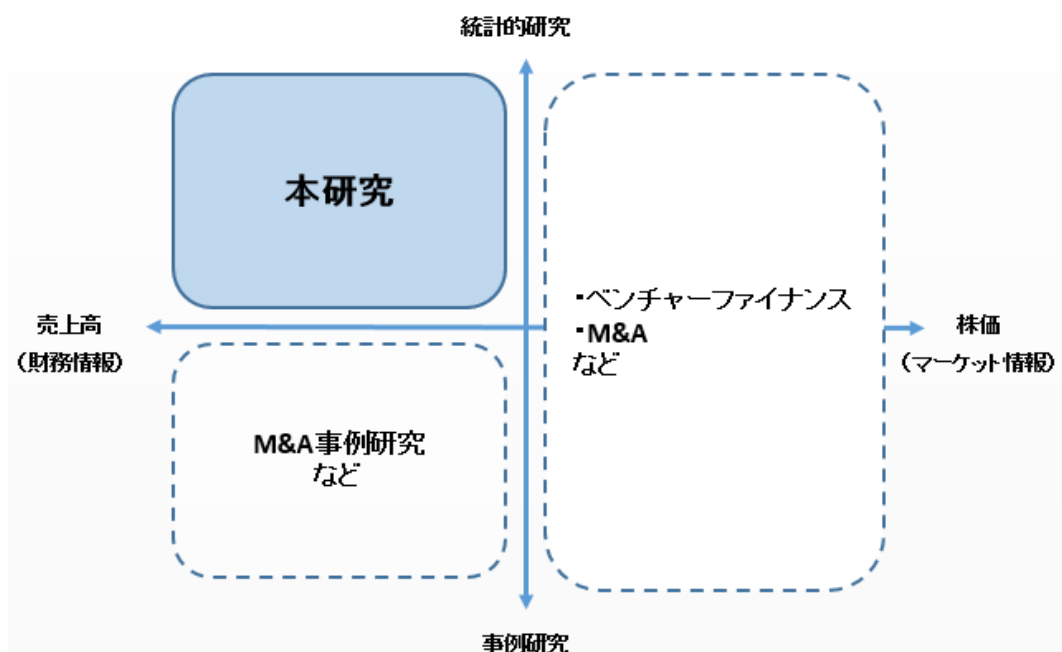 統計的研究
本研究
・ベンチャーファイナンス
・M&A
など
売上高
（財務情報）
株価
（マーケット情報）
M&A事例研究
など
事例研究